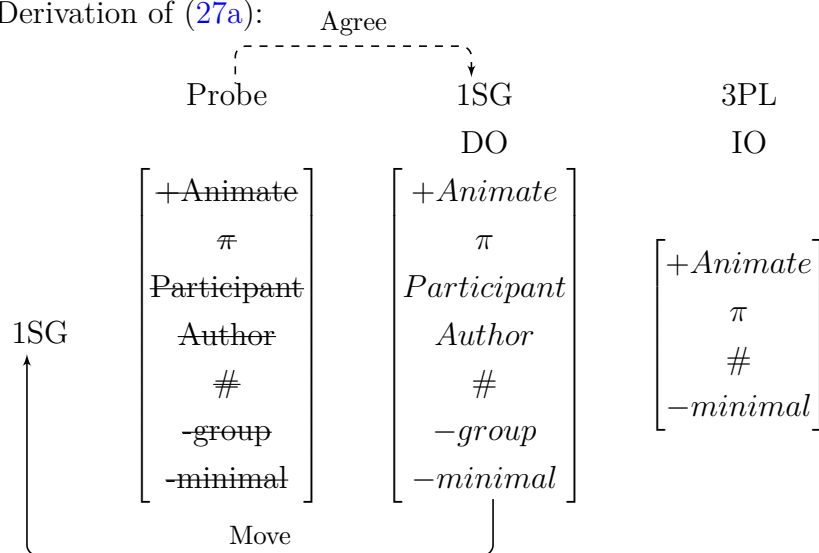 Derivation of (27a):
Agree
Probe 1SG 3PL
DO IO
+Animate +Animate
π π +Animate
Participant Participant π
1SG Author Author #
# # −minimal
-group −group
-minimal −minimal
Move